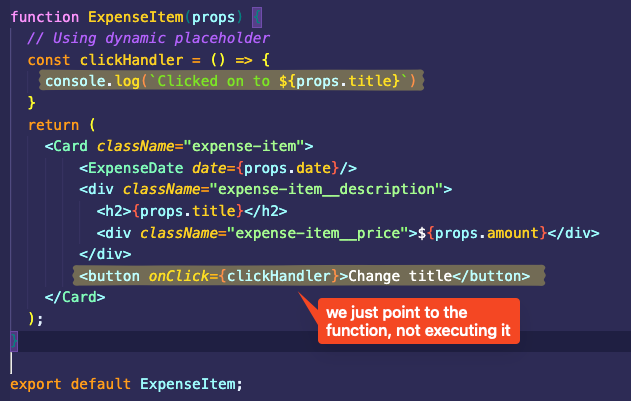 function ExpenseItem(props) {
// Using dynamic placeholder
const clickHandler = () => {
console.log(`Clicked on to ${props.title}`)
}
return (
<Card className="expense-item">
<ExpenseDate date={props.date}/>
<div className="expense-item__description">
<h2>{props.title}</h2>
<div className="expense-item__price">${props.amount}</div>
</div>
<button onClick={clickHandler}>Change title</button>
</Card>
);
}
we just point to the
function, not executing it
export default ExpenseItem;